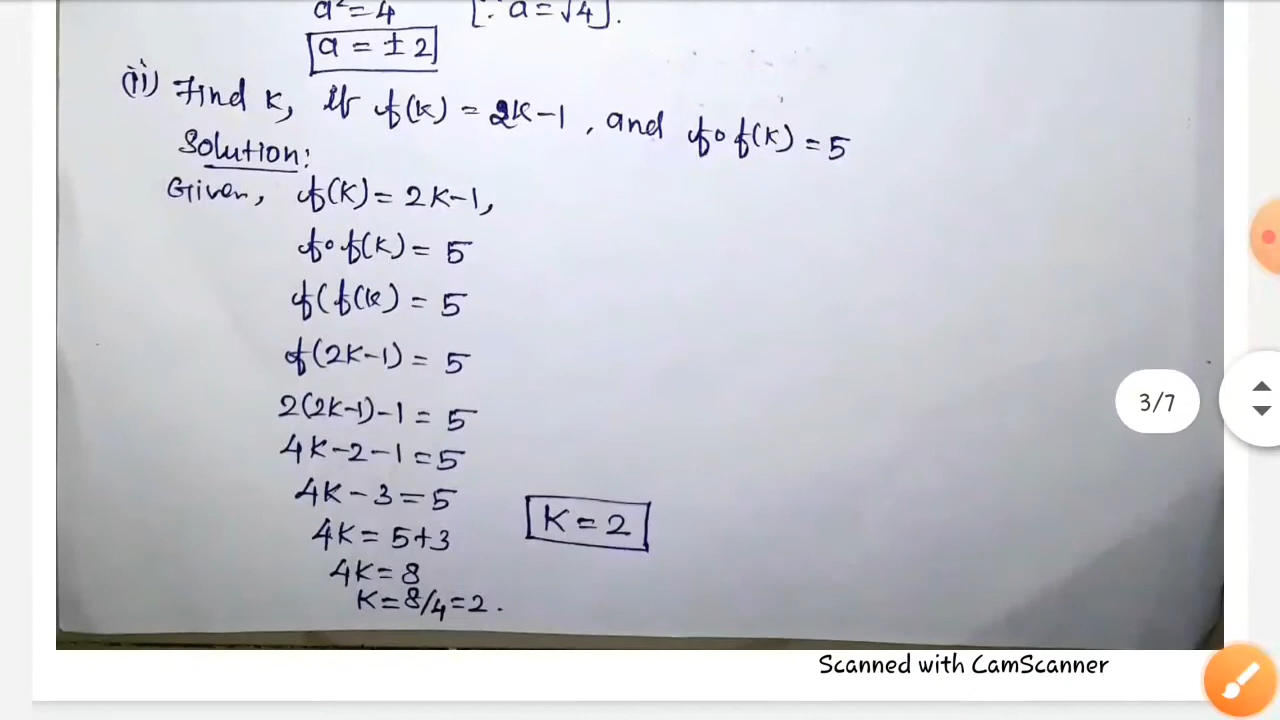 a²=4 [∵ a=√4].
a = ± 2
(ii) Find k, if f(k) = 2k-1, and fof(k) = 5
Solution:
Given, f(k) = 2k-1,
fof(k) = 5
f(f(k) = 5
f(2k-1) = 5
2(2k-1)-1 = 5
4k-2-1=5
4k-3=5
4k = 5+3
4k=8
k=8/4=2.
k=2
3/7
Scanned with CamScanner